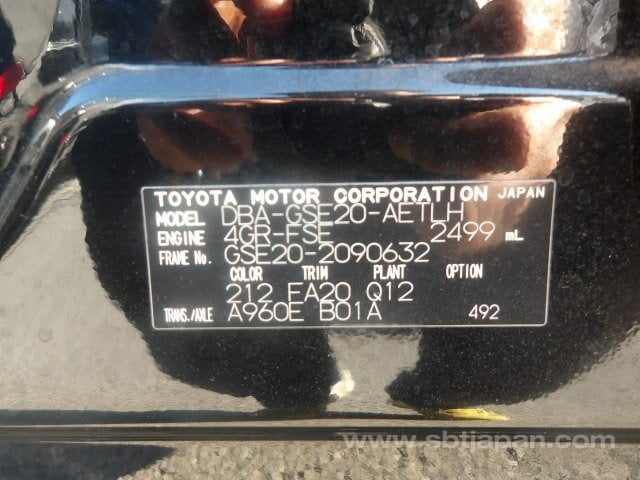 TOYOTA MOTOR CORPORATION JAPAN
MODEL DBA-GSE20-AETLH
ENGINE 4GR-FSE 2499 mL
FRAME No. GSE20-2090632
COLOR TRIM PLANT OPTION
212 FA20 Q12
TRANS./AXLE A960E B01A 492
www.sbtjapan.com